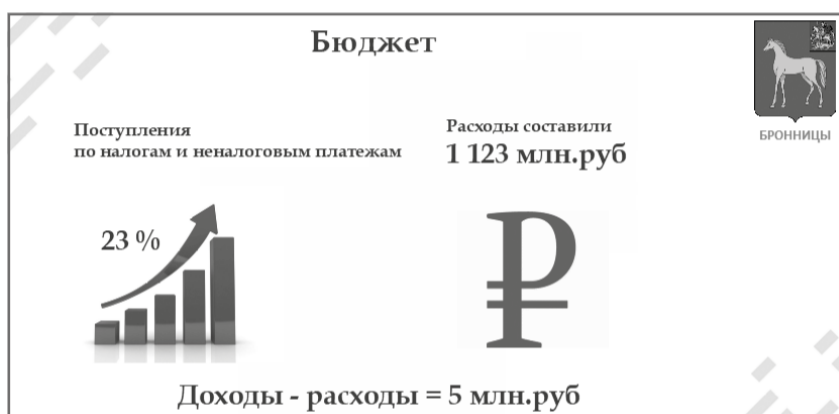 Бюджет
БРОННИЦЫ
Поступления
по налогам и неналоговым платежам
Расходы составили
1 123 млн.руб
23 %
Доходы - расходы = 5 млн.руб